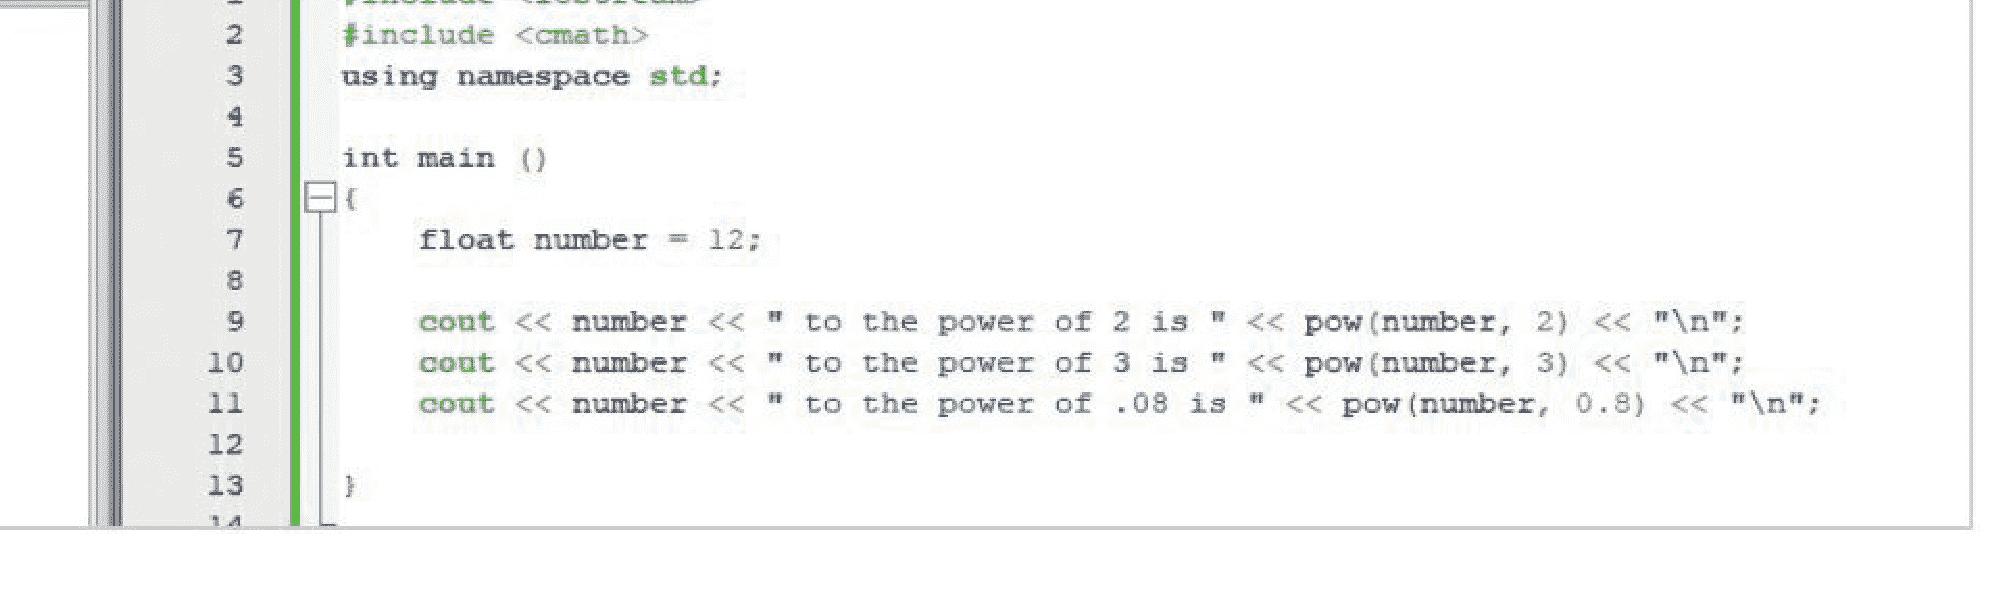 2 #include <cmath>
3 using namespace std;
4
5 int main ()
6 {
7 float number = 12;
8
9 cout << number << " to the power of 2 is " << pow(number, 2) << "\n";
10 cout << number << " to the power of 3 is " << pow(number, 3) << "\n";
11 cout << number << " to the power of .08 is " << pow(number, 0.8) << "\n";
12
13 }
14